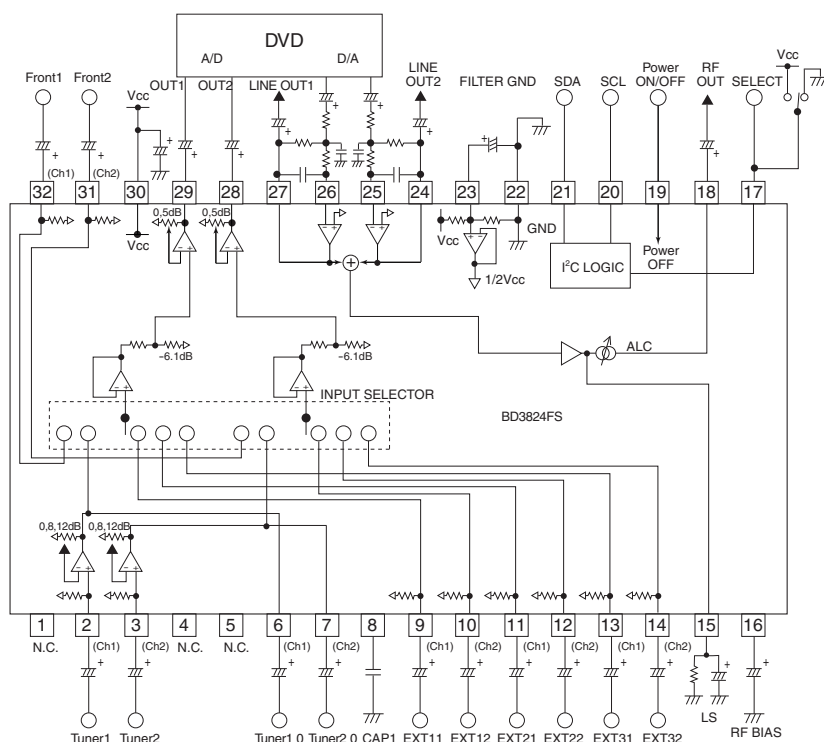 DVD
A/D D/A
Front1 Front2 OUT1 OUT2 LINE OUT1 LINE OUT2 FILTER GND SDA SCL Power ON/OFF RF OUT SELECT Vcc
Vcc
+ (Ch1) + (Ch2) + + + + + + + + + +
32 31 30 29 28 27 26 25 24 23 22 21 20 19 18 17
Vcc 0,5dB 0,5dB Vcc GND 1/2Vcc I²C LOGIC Power OFF
+
–6.1dB –6.1dB ALC
INPUT SELECTOR
BD3824FS
0,8,12dB 0,8,12dB
1 2 3 4 5 6 7 8 9 10 11 12 13 14 15 16
N.C. (Ch1) (Ch2) N.C. N.C. (Ch1) (Ch2) (Ch1) (Ch2) (Ch1) (Ch2) (Ch1) (Ch2)
LS
Tuner1 Tuner2 Tuner1_0 Tuner2_0 CAP1 EXT11 EXT12 EXT21 EXT22 EXT31 EXT32 RF BIAS